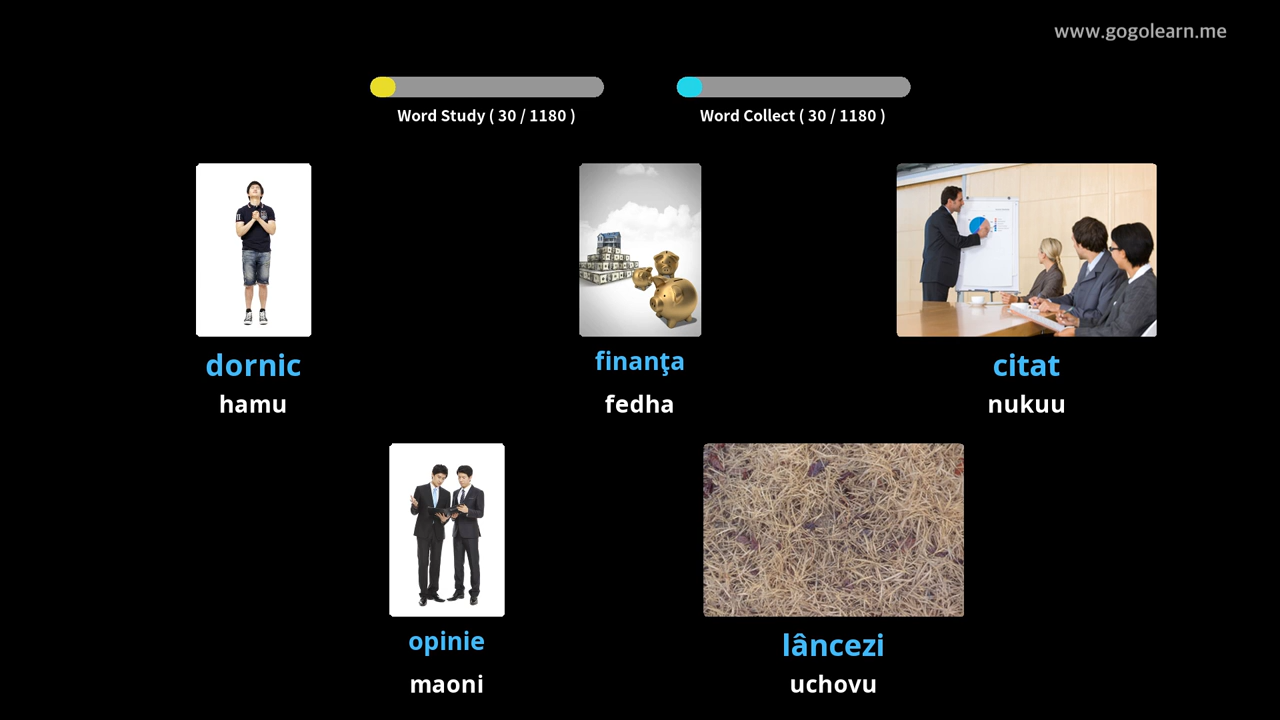 www.gogolearn.me
Word Study ( 30 / 1180 )
Word Collect ( 30 / 1180 )
dornic
hamu
finanţa
fedha
citat
nukuu
opinie
maoni
lâncezi
uchovu